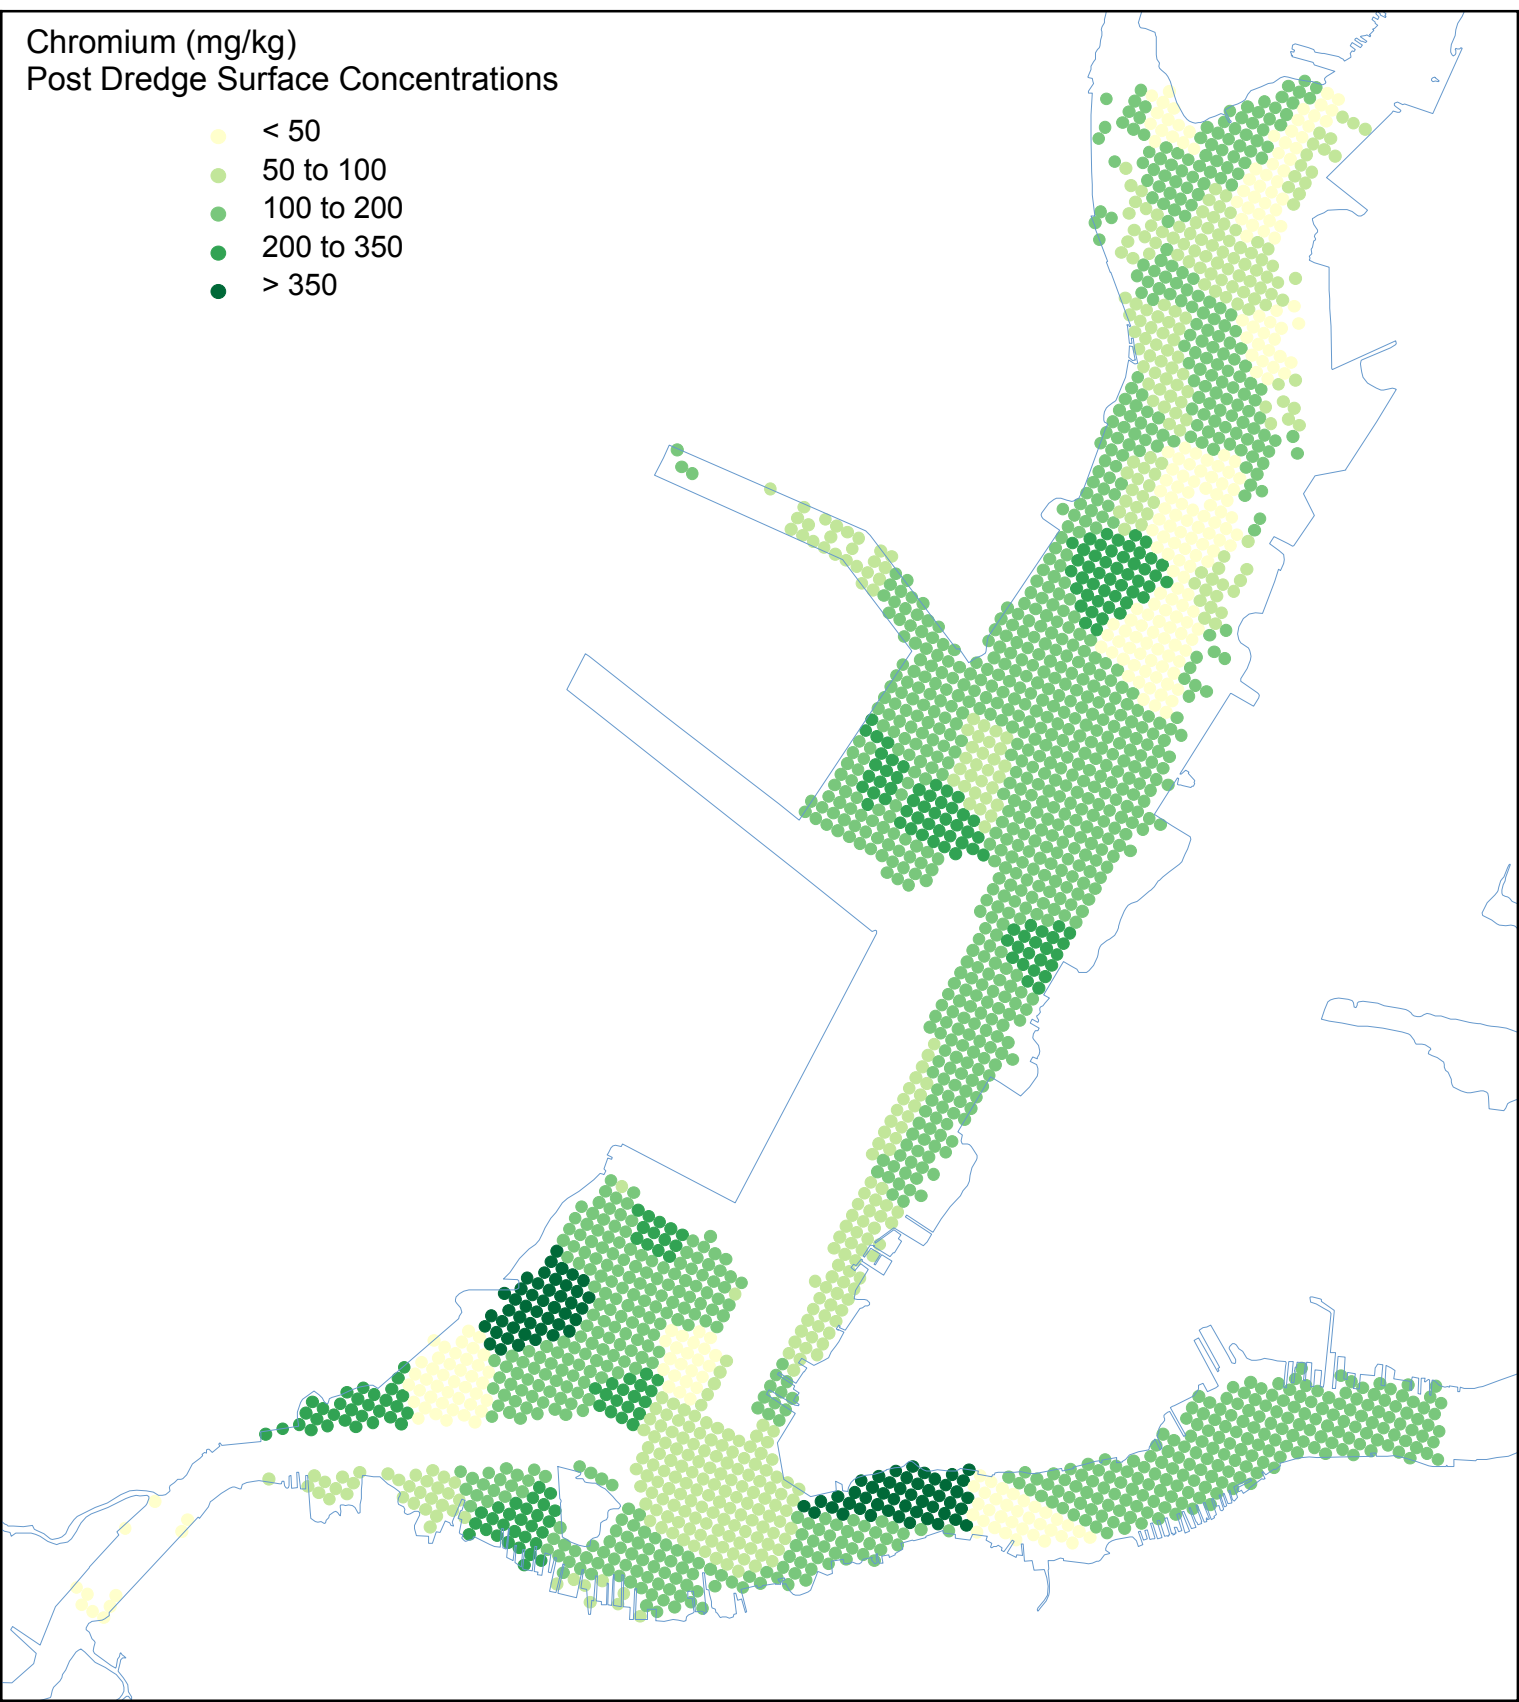 Chromium (mg/kg)
Post Dredge Surface Concentrations
< 50
50 to 100
100 to 200
200 to 350
> 350